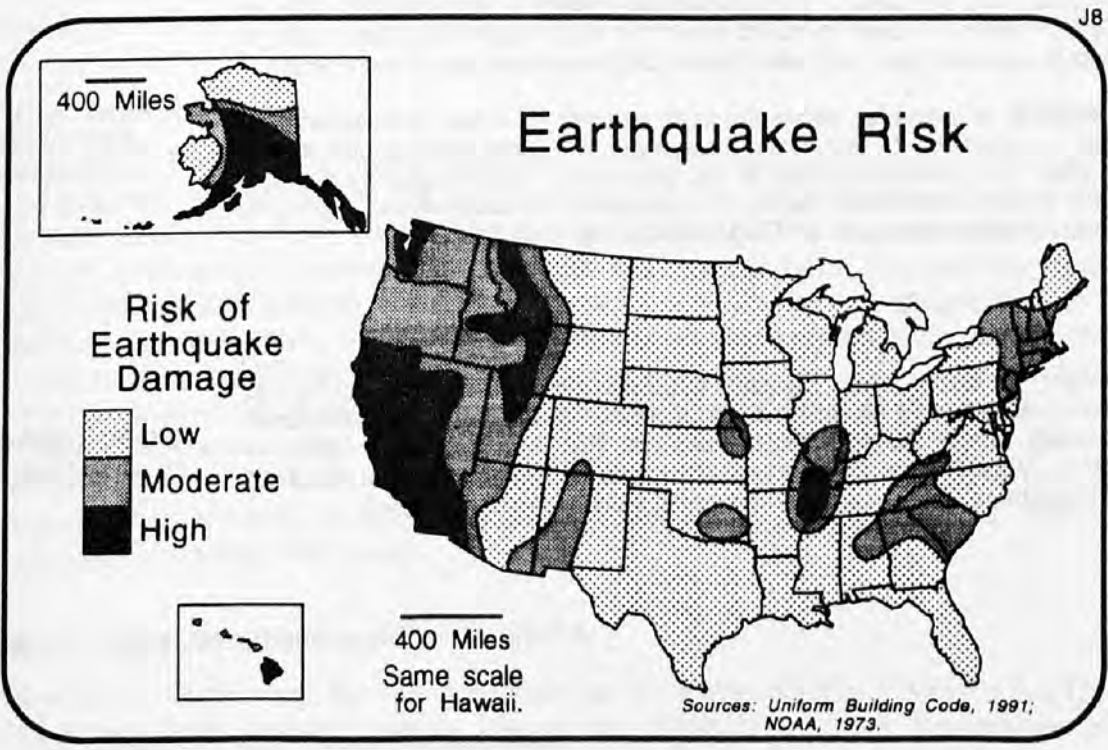 J8
400 Miles
Earthquake Risk
Risk of
Earthquake
Damage
Low
Moderate
High
400 Miles
Same scale
for Hawaii.
Sources: Uniform Building Code, 1991;
NOAA, 1973.